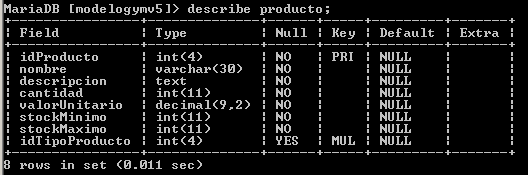 MariaDB [modelogymv5]> describe producto;
+----------------+--------------+------+-----+---------+-------+
| Field          | Type         | Null | Key | Default | Extra |
+----------------+--------------+------+-----+---------+-------+
| idProducto     | int(4)       | NO   | PRI | NULL    |       |
| nombre         | varchar(30)  | NO   |     | NULL    |       |
| descripcion    | text         | NO   |     | NULL    |       |
| cantidad       | int(11)      | NO   |     | NULL    |       |
| valorUnitario  | decimal(9,2) | NO   |     | NULL    |       |
| stockMinimo    | int(11)      | NO   |     | NULL    |       |
| stockMaximo    | int(11)      | NO   |     | NULL    |       |
| idTipoProducto | int(4)       | YES  | MUL | NULL    |       |
+----------------+--------------+------+-----+---------+-------+
8 rows in set (0.011 sec)